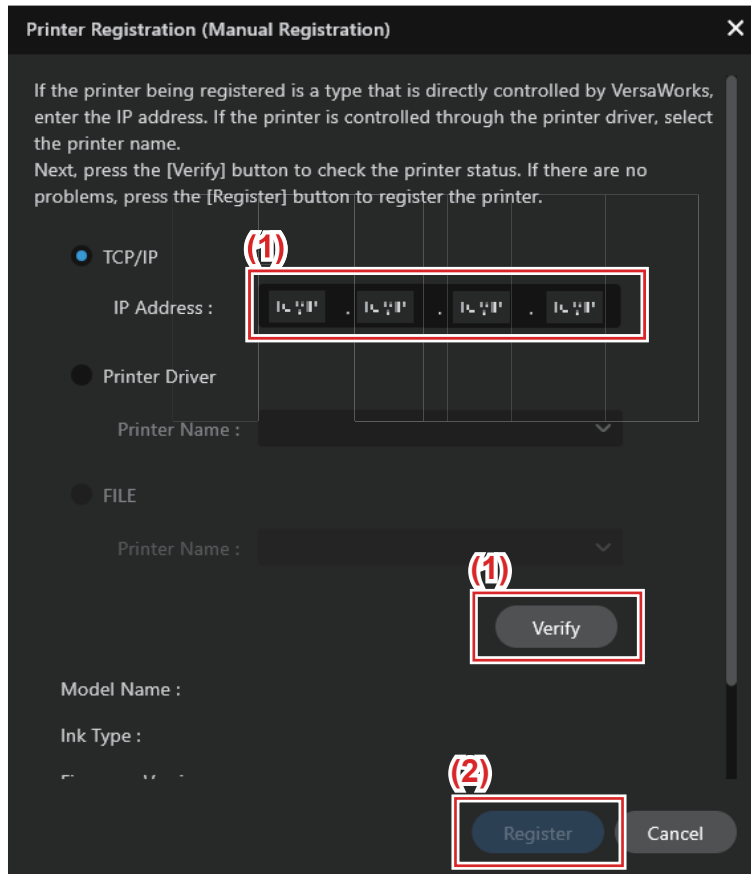 Printer Registration (Manual Registration)
If the printer being registered is a type that is directly controlled by VersaWorks,
enter the IP address. If the printer is controlled through the printer driver, select
the printer name.
Next, press the [Verify] button to check the printer status. If there are no
problems, press the [Register] button to register the printer.
TCP/IP
(1)
IP Address :
. . .
Printer Driver
Printer Name :
FILE
Printer Name :
(1)
Verify
Model Name :
Ink Type :
(2)
Register
Cancel